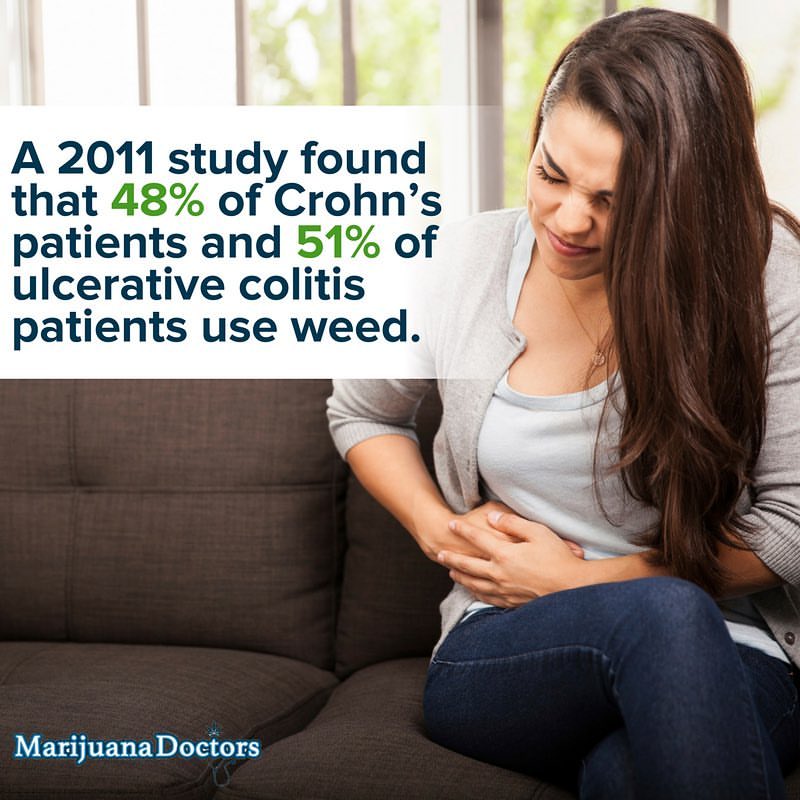 A 2011 study found
that 48% of Crohn's
patients and 51% of
ulcerative colitis
patients use weed.
MarijuanaDoctors